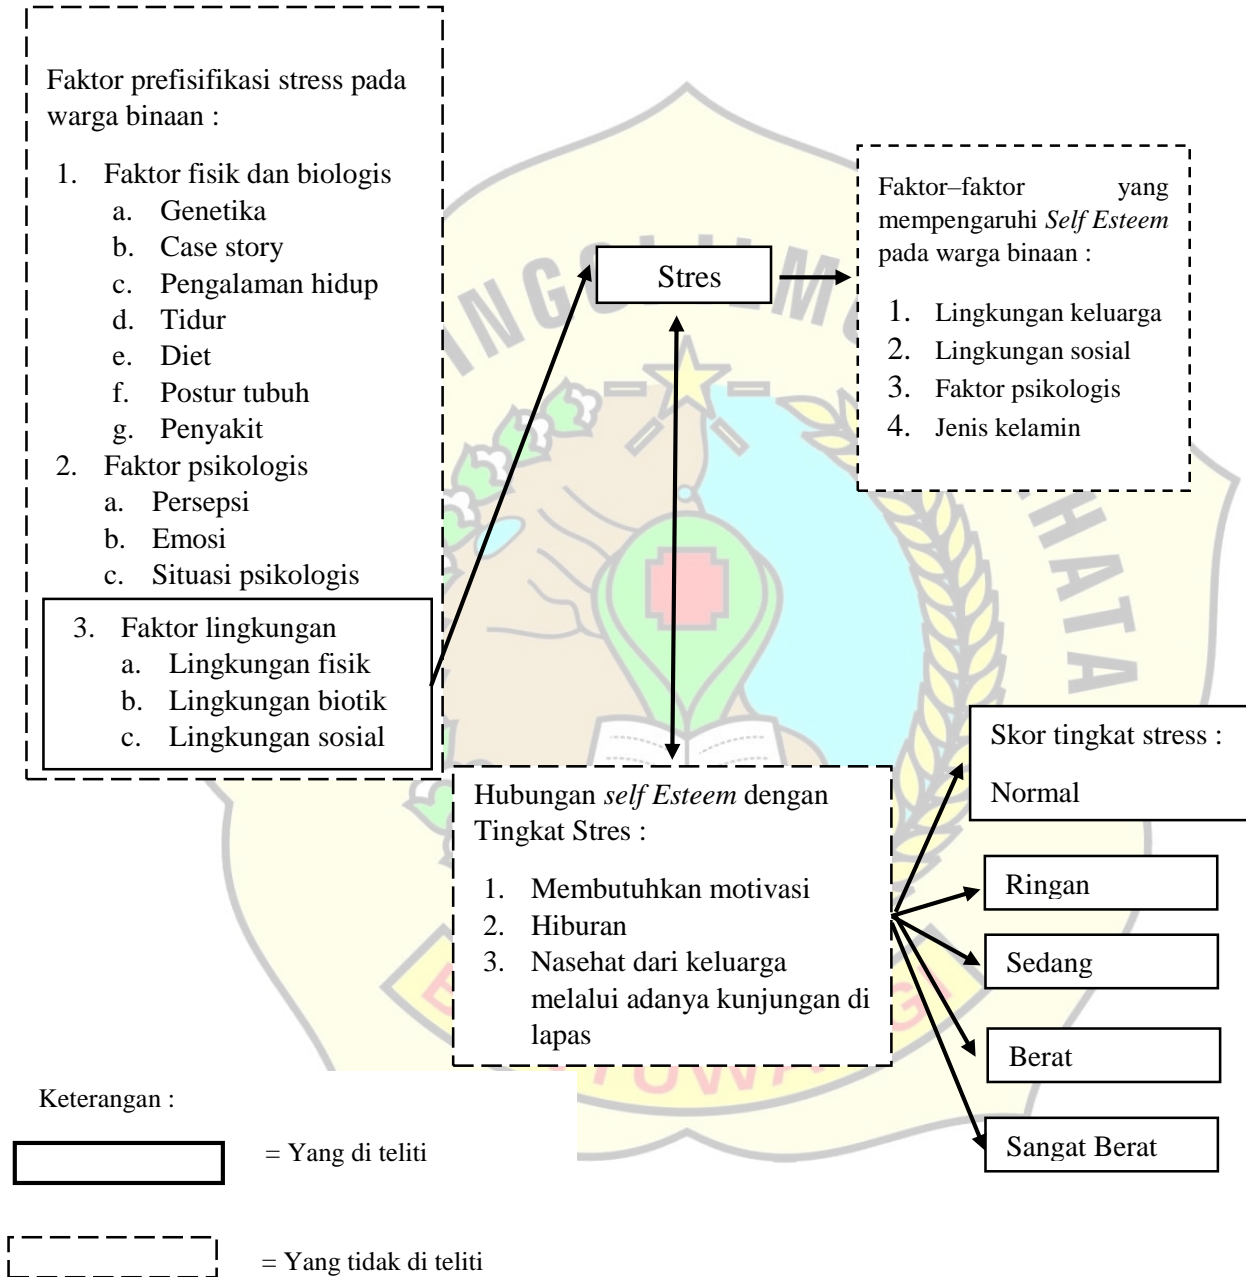 Faktor prefisifikasi stress pada
warga binaan :
1. Faktor fisik dan biologis
a. Genetika
b. Case story
c. Pengalaman hidup
d. Tidur
e. Diet
f. Postur tubuh
g. Penyakit
2. Faktor psikologis
a. Persepsi
b. Emosi
c. Situasi psikologis
3. Faktor lingkungan
a. Lingkungan fisik
b. Lingkungan biotik
c. Lingkungan sosial
Stres
Faktor–faktor yang
mempengaruhi Self Esteem
pada warga binaan :
1. Lingkungan keluarga
2. Lingkungan sosial
3. Faktor psikologis
4. Jenis kelamin
Hubungan self Esteem dengan
Tingkat Stres :
1. Membutuhkan motivasi
2. Hiburan
3. Nasehat dari keluarga
melalui adanya kunjungan di
lapas
Skor tingkat stress :
Normal
Ringan
Sedang
Berat
Sangat Berat
Keterangan :
= Yang di teliti
= Yang tidak di teliti